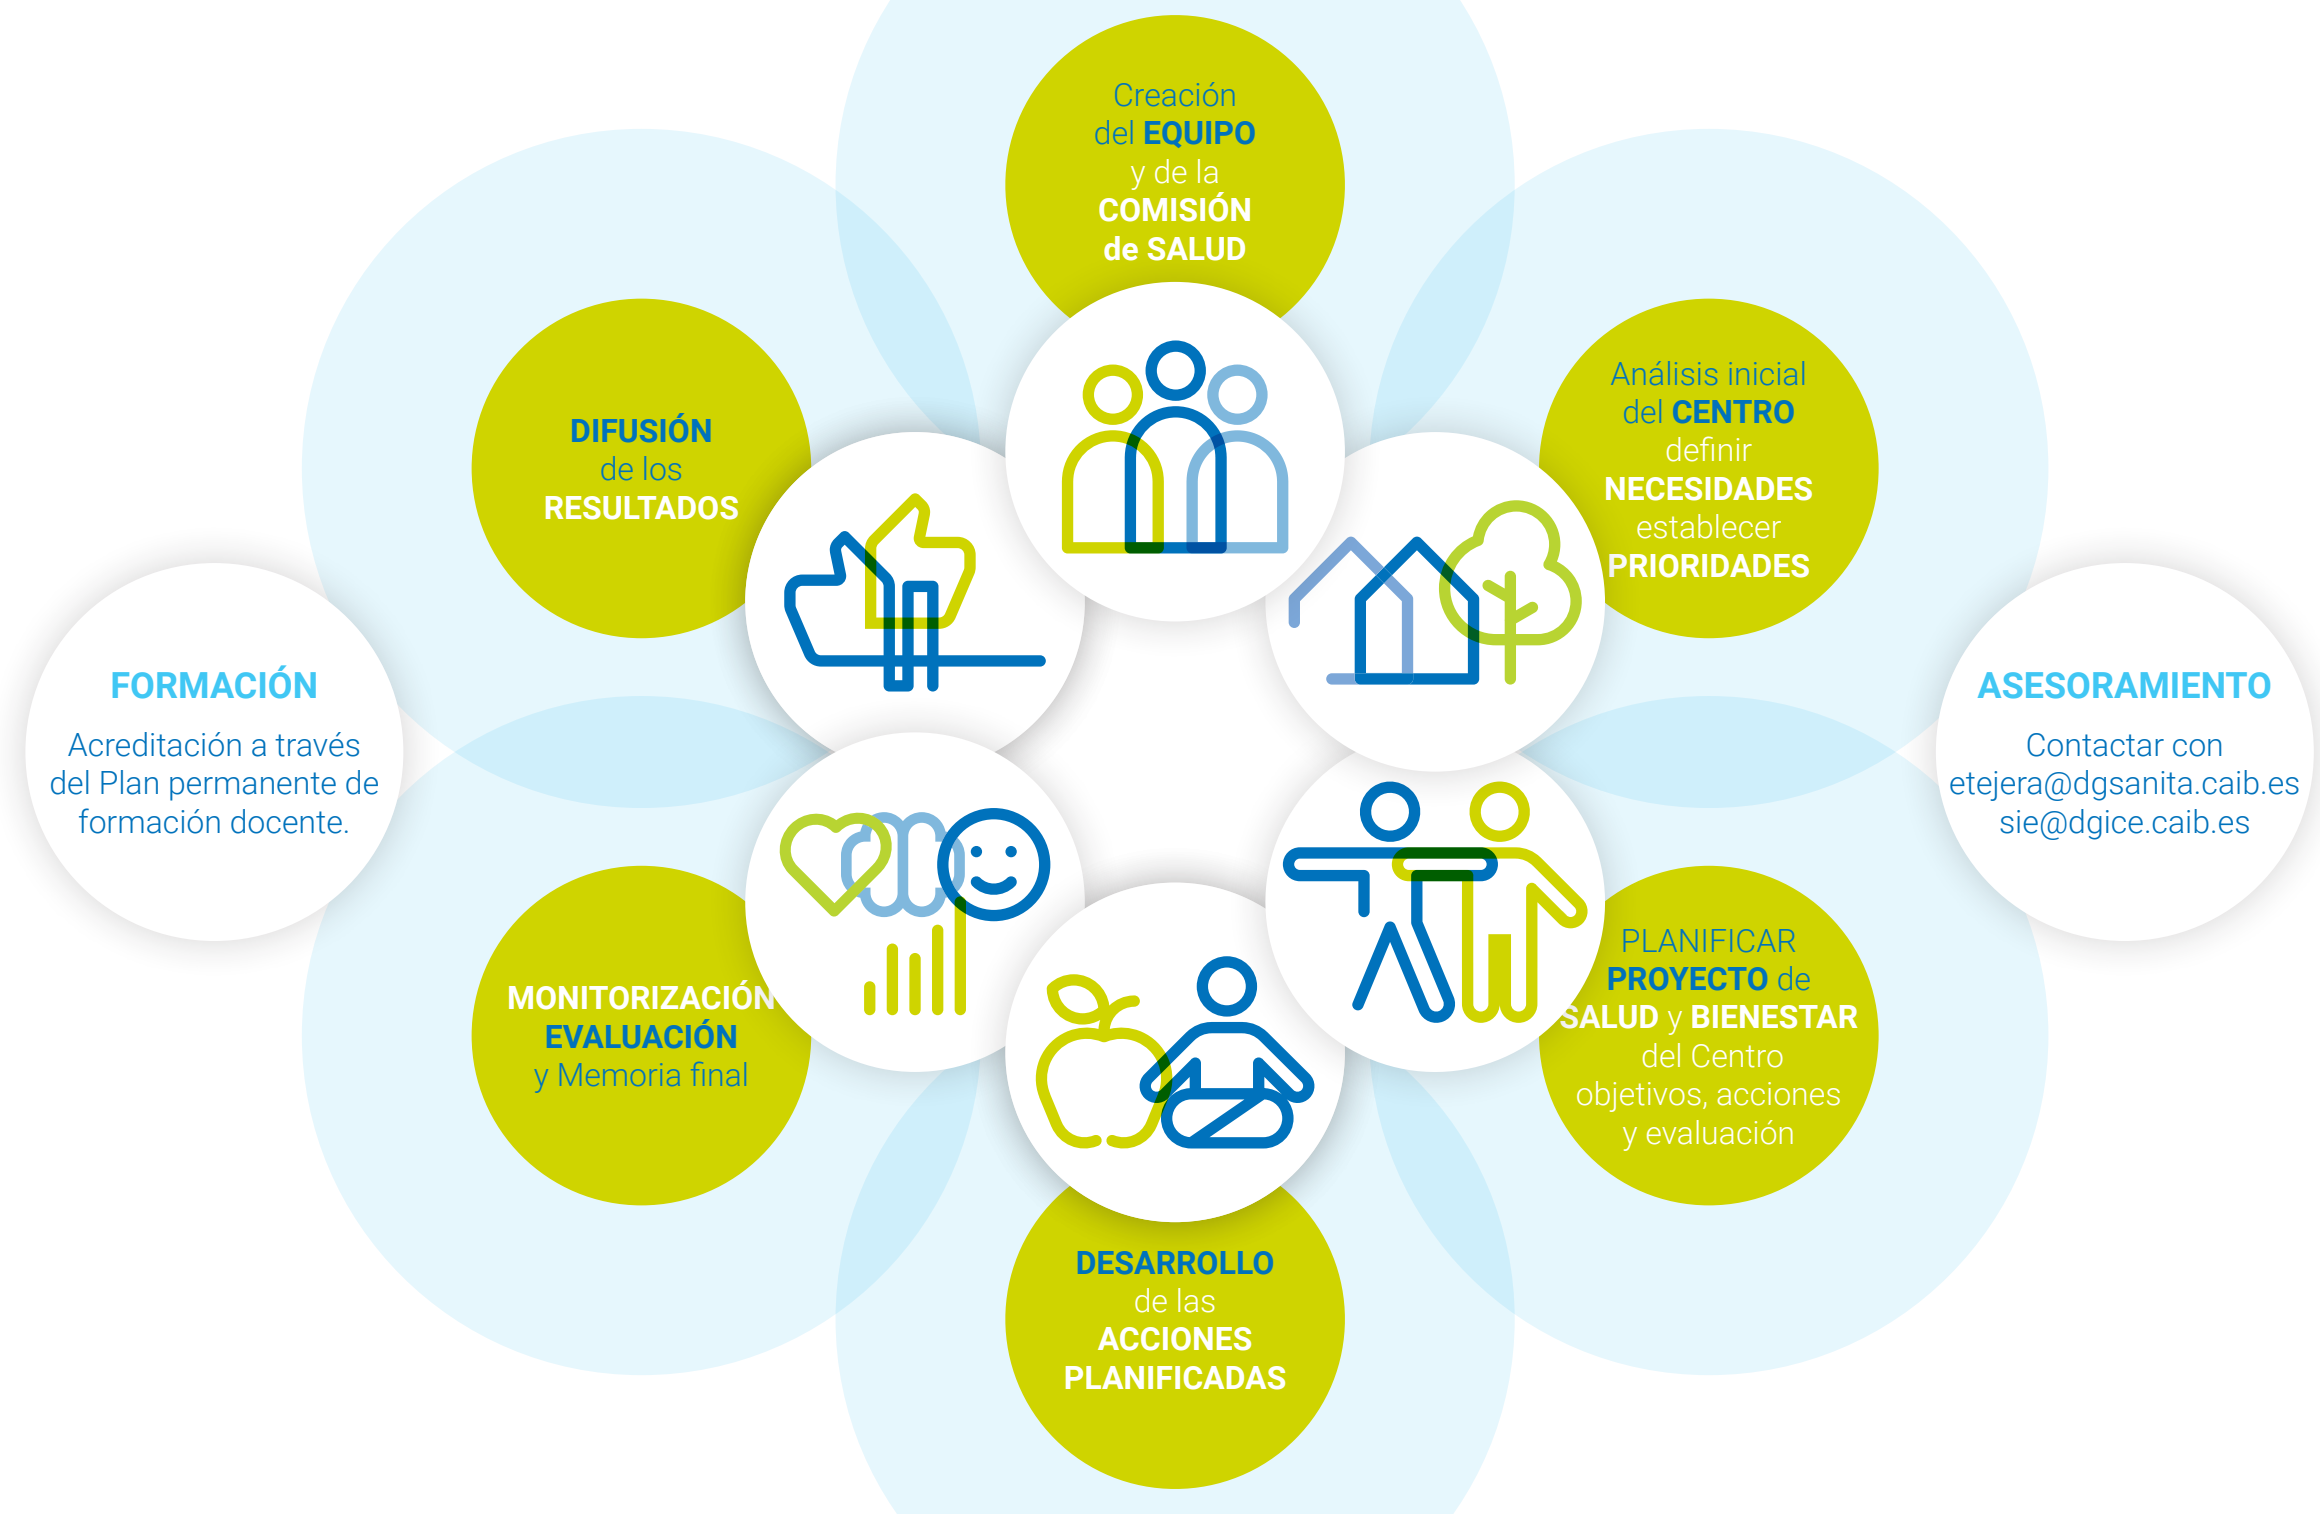 Creación
del EQUIPO
y de la
COMISIÓN
de SALUD
Análisis inicial
del CENTRO
definir
NECESIDADES
establecer
PRIORIDADES
DIFUSIÓN
de los
RESULTADOS
FORMACIÓN
Acreditación a través
del Plan permanente de
formación docente.
ASESORAMIENTO
Contactar con
etejera@dgsanita.caib.es
sie@dgice.caib.es
PLANIFICAR
PROYECTO de
SALUD y BIENESTAR
del Centro
objetivos, acciones
y evaluación
MONITORIZACIÓN
EVALUACIÓN
y Memoria final
DESARROLLO
de las
ACCIONES
PLANIFICADAS